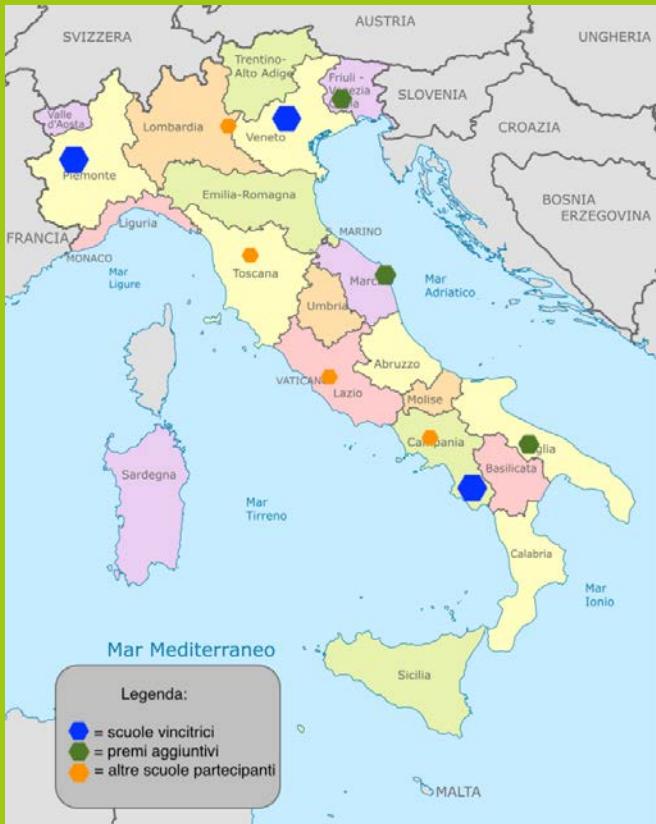 AUSTRIA
SVIZZERA
UNGHERIA
Trentino-
Alto Adige
Friuli -
Venezia
SLOVENIA
Valle
d'Aosta
Lombardia
Veneto
CROAZIA
Piemonte
Emilia-Romagna
BOSNIA
ERZEGOVINA
Liguria
FRANCIA
MARINO
MONACO
Mar
Ligure
Toscana
Mar
Adriatico
Umbria
Abruzzo
VATICANO
Lazio
Molise
Campania
Basilicata
Sardegna
Mar
Tirreno
Calabria
Mar
Ionio
Mar Mediterraneo
Sicilia
Legenda:
= scuole vincitrici
= premi aggiuntivi
= altre scuole partecipanti
MALTA